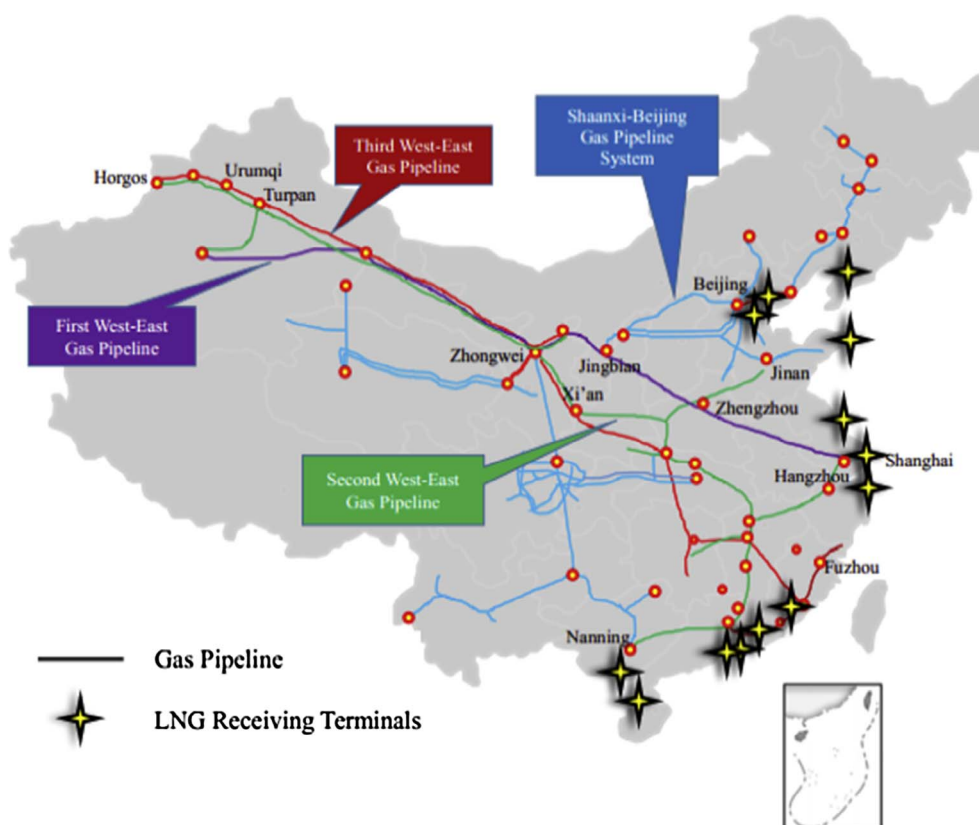 Shaanxi-Beijing
Gas Pipeline
System
Third West-East
Gas Pipeline
Horgos
Urumqi
Turpan
Beijing
First West-East
Gas Pipeline
Zhongwei
Jingbian
Jinan
Xi'an
Zhengzhou
Shanghai
Hangzhou
Second West-East
Gas Pipeline
Fuzhou
Nanning
Gas Pipeline
LNG Receiving Terminals